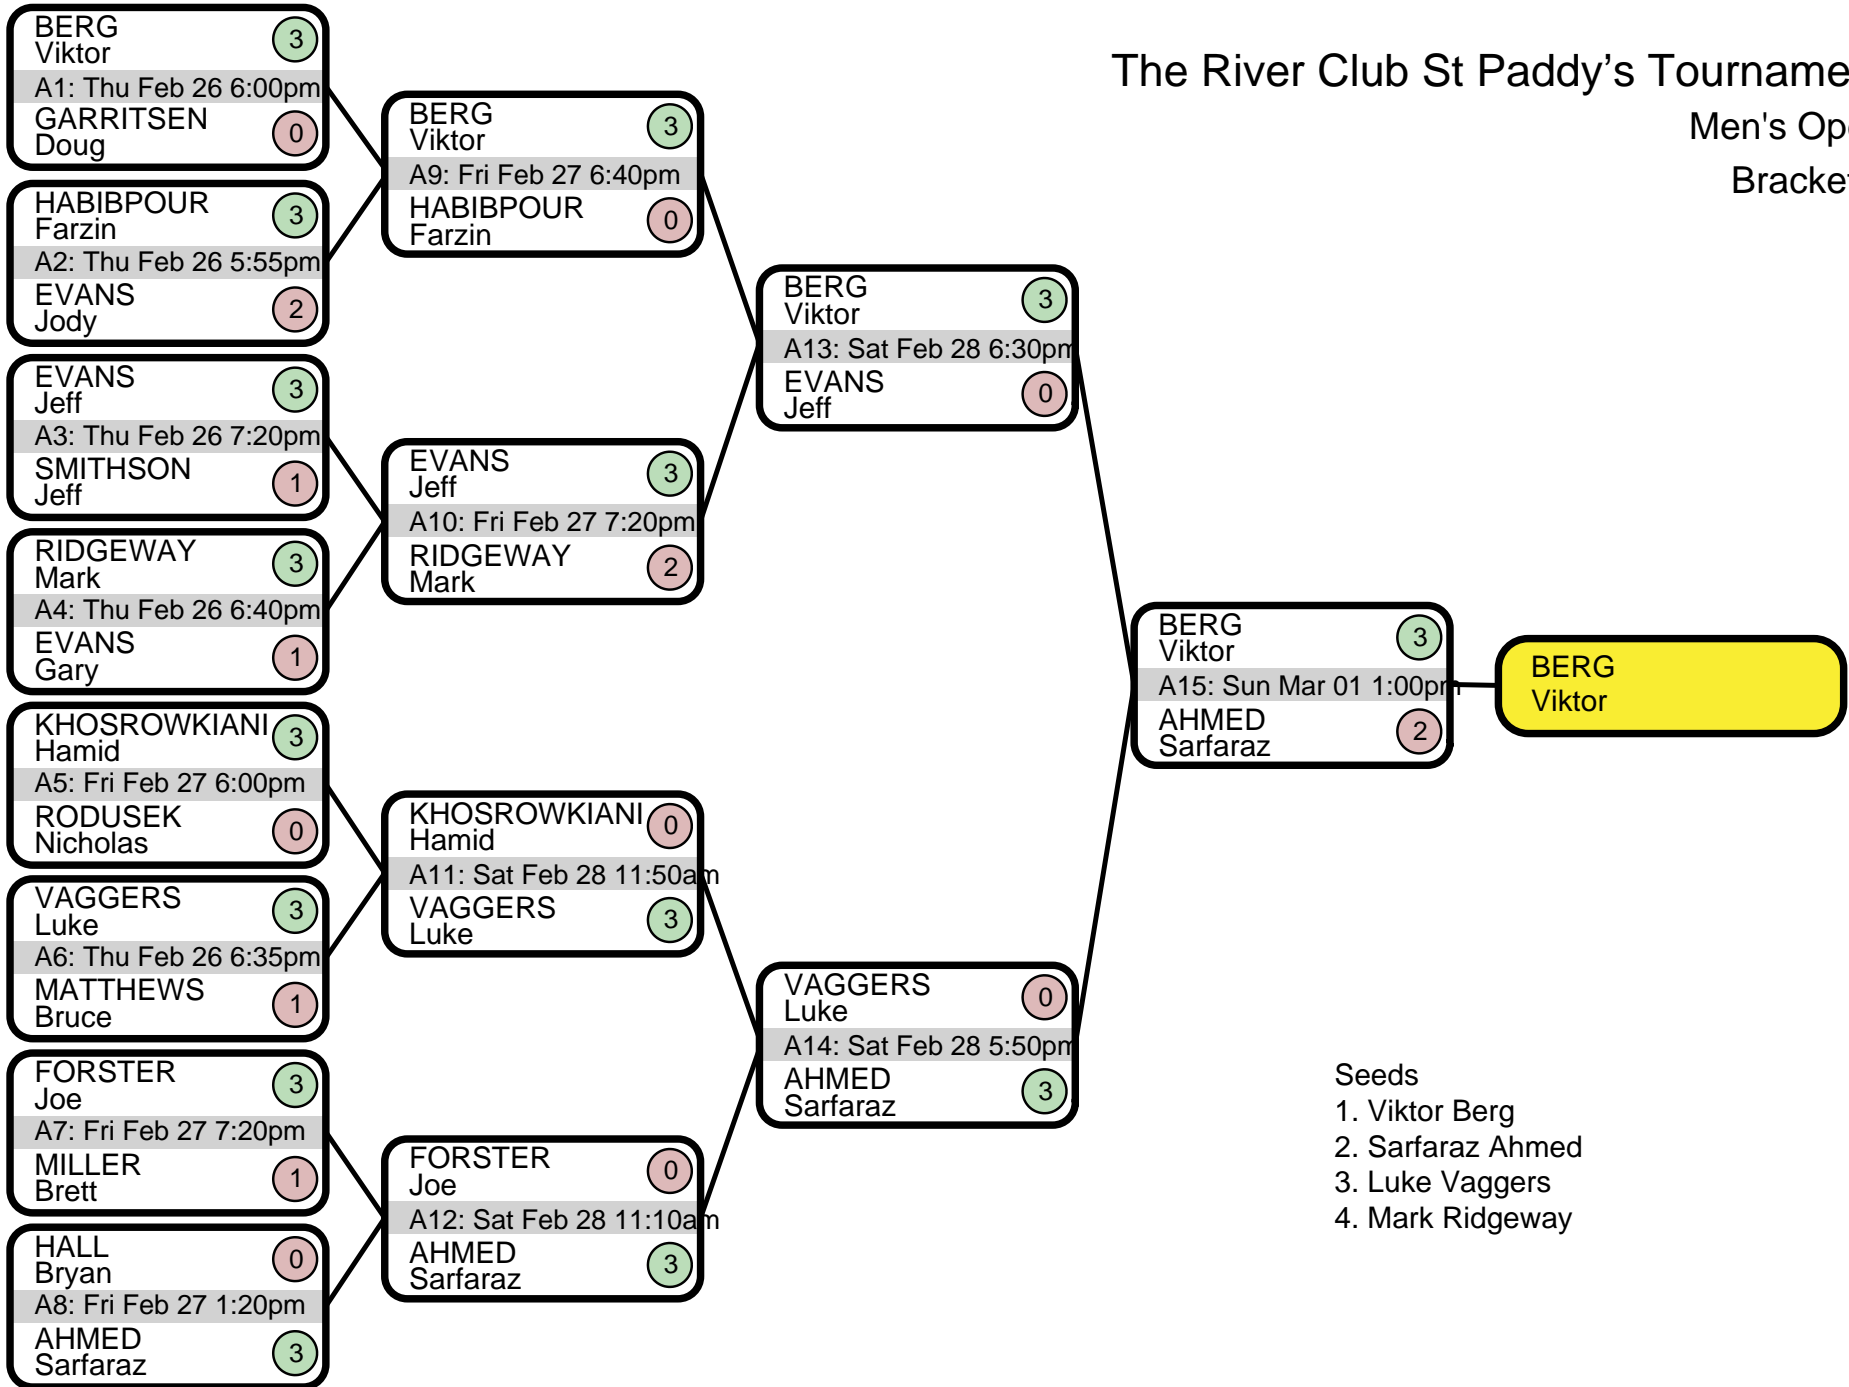 The River Club St Paddy's Tourname
Men's Op
Bracke
BERG
Viktor
3
A1: Thu Feb 26 6:00pm
GARRITSEN
Doug
0
HABIBPOUR
Farzin
3
A2: Thu Feb 26 5:55pm
EVANS
Jody
2
EVANS
Jeff
3
A3: Thu Feb 26 7:20pm
SMITHSON
Jeff
1
RIDGEWAY
Mark
3
A4: Thu Feb 26 6:40pm
EVANS
Gary
1
KHOSROWKIANI
Hamid
3
A5: Fri Feb 27 6:00pm
RODUSEK
Nicholas
0
VAGGERS
Luke
3
A6: Thu Feb 26 6:35pm
MATTHEWS
Bruce
1
FORSTER
Joe
3
A7: Fri Feb 27 7:20pm
MILLER
Brett
1
HALL
Bryan
0
A8: Fri Feb 27 1:20pm
AHMED
Sarfaraz
3
BERG
Viktor
3
A9: Fri Feb 27 6:40pm
HABIBPOUR
Farzin
0
EVANS
Jeff
3
A10: Fri Feb 27 7:20pm
RIDGEWAY
Mark
2
KHOSROWKIANI
Hamid
0
A11: Sat Feb 28 11:50am
VAGGERS
Luke
3
FORSTER
Joe
0
A12: Sat Feb 28 11:10am
AHMED
Sarfaraz
3
BERG
Viktor
3
A13: Sat Feb 28 6:30pm
EVANS
Jeff
0
VAGGERS
Luke
0
A14: Sat Feb 28 5:50pm
AHMED
Sarfaraz
3
BERG
Viktor
3
A15: Sun Mar 01 1:00pm
AHMED
Sarfaraz
2
BERG
Viktor
Seeds
1. Viktor Berg
2. Sarfaraz Ahmed
3. Luke Vaggers
4. Mark Ridgeway